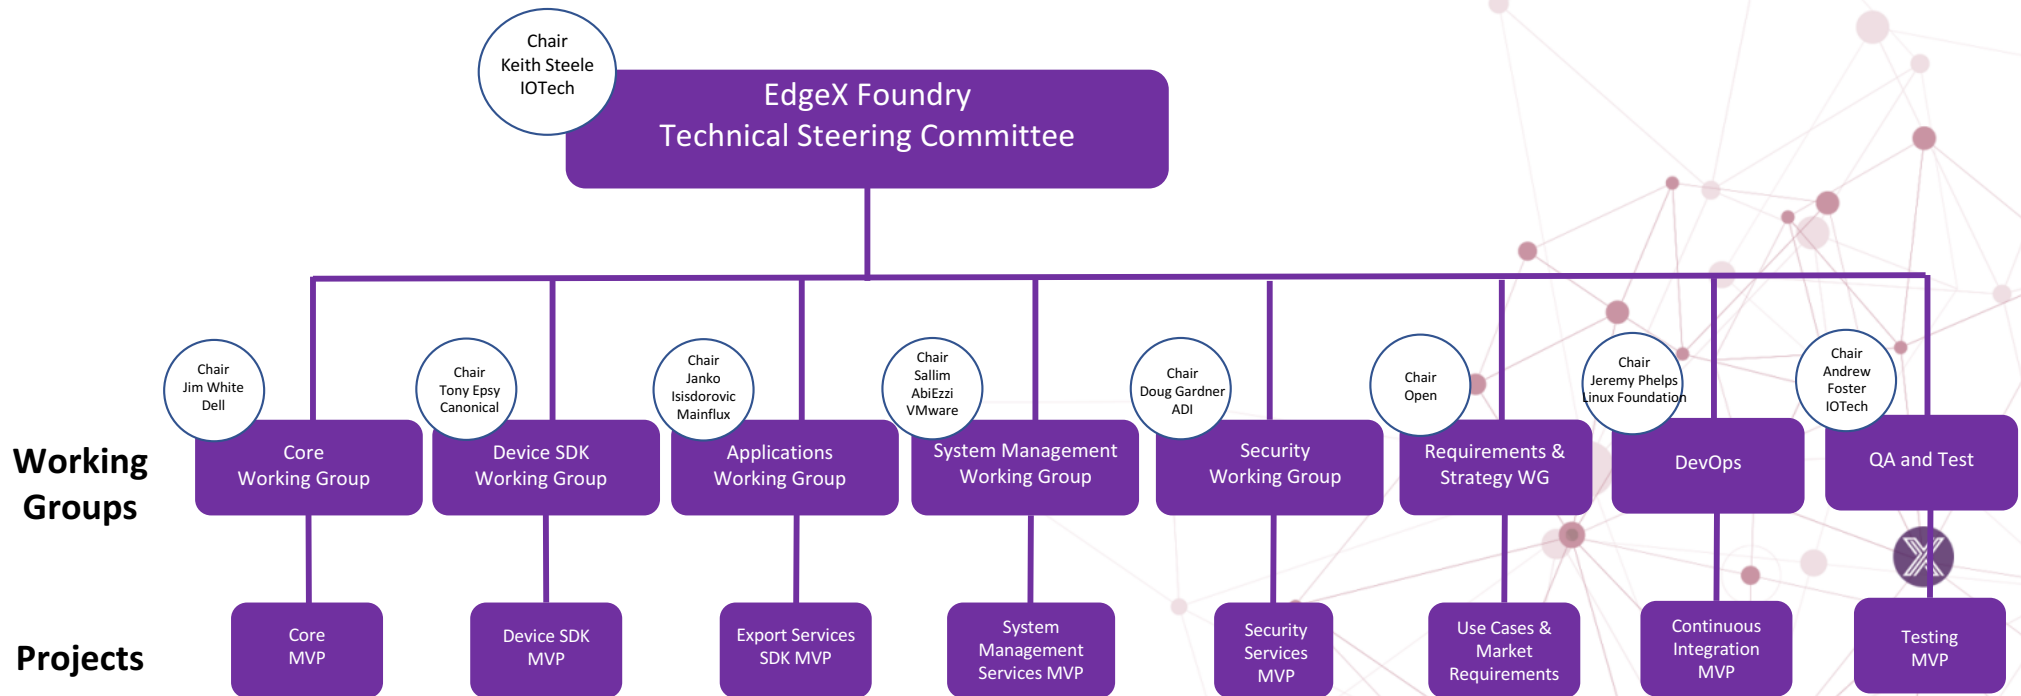 Chair
Keith Steele
IOTech
EdgeX Foundry
Technical Steering Committee
Chair
Jim White
Dell
Chair
Tony Epsy
Canonical
Chair
Janko
Isisdorovic
Mainflux
Chair
Sallim
AbiEzzi
VMware
Chair
Doug Gardner
ADI
Chair
Open
Chair
Jeremy Phelps
Linux Foundation
Chair
Andrew
Foster
IOTech
Working
Groups
Core
Working Group
Device SDK
Working Group
Applications
Working Group
System Management
Working Group
Security
Working Group
Requirements &
Strategy WG
DevOps
QA and Test
Projects
Core
MVP
Device SDK
MVP
Export Services
SDK MVP
System
Management
Services MVP
Security
Services
MVP
Use Cases &
Market
Requirements
Continuous
Integration
MVP
Testing
MVP